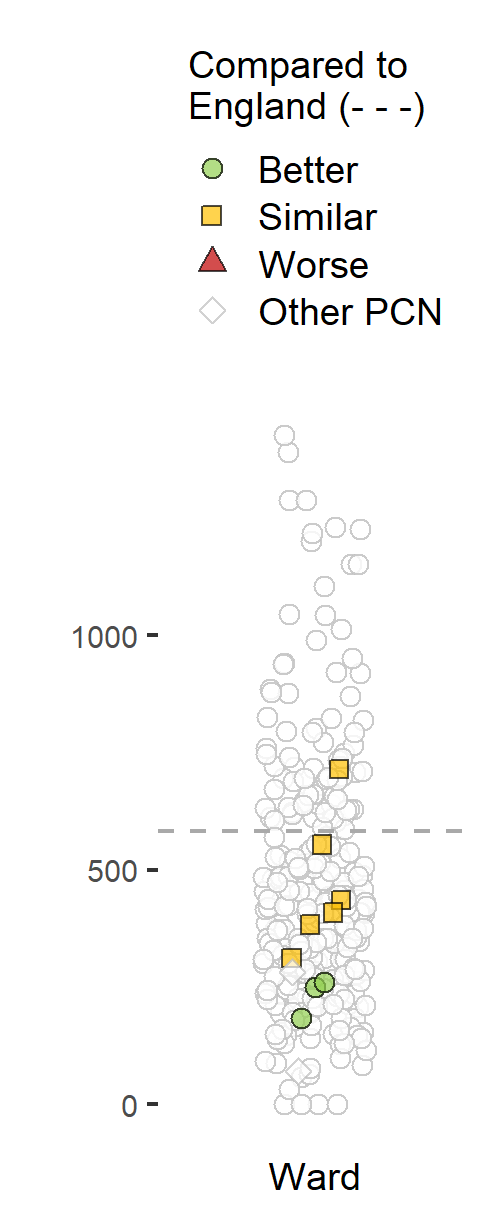 Compared to
England (- - -)
Better
Similar
Worse
Other PCN
1000
500
0
Ward